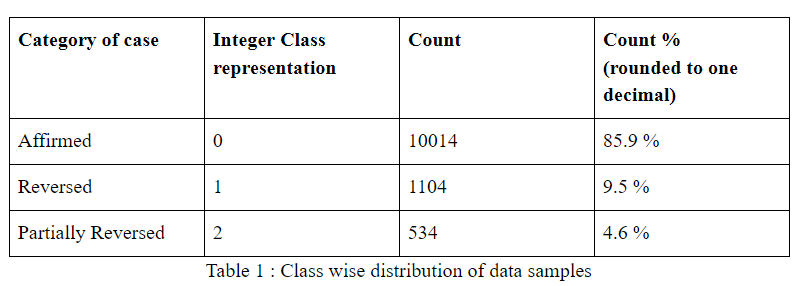 Category of case Integer Class Count Count %
representation (rounded to one
decimal)
Affirmed 0 10014 85.9 %
Reversed 1 1104 9.5 %
Partially Reversed 2 534 4.6 %
Table 1 : Class wise distribution of data samples